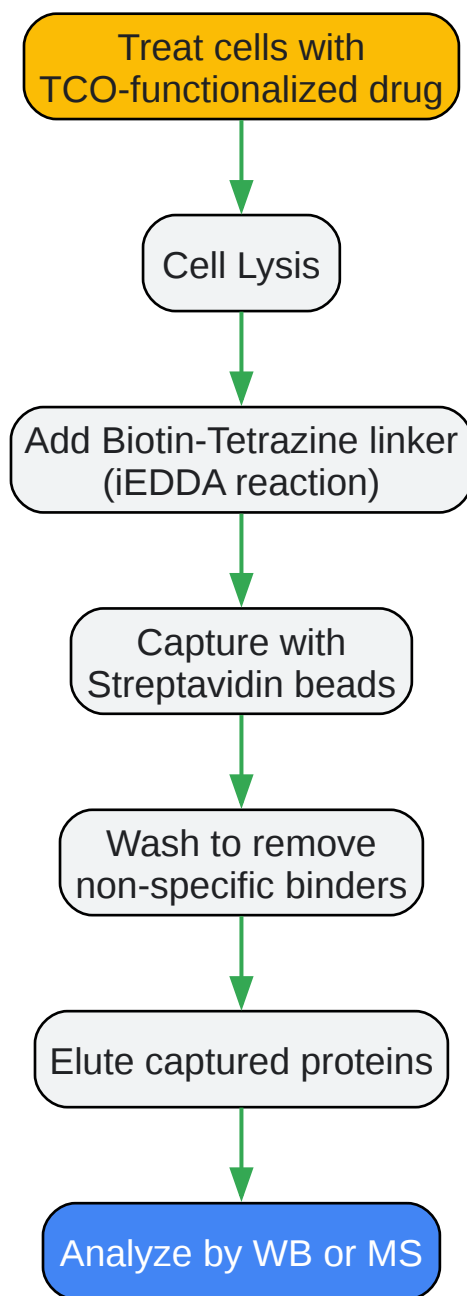 Treat cells with
TCO-functionalized drug
Cell Lysis
Add Biotin-Tetrazine linker
(iEDDA reaction)
Capture with
Streptavidin beads
Wash to remove
non-specific binders
Elute captured proteins
Analyze by WB or MS